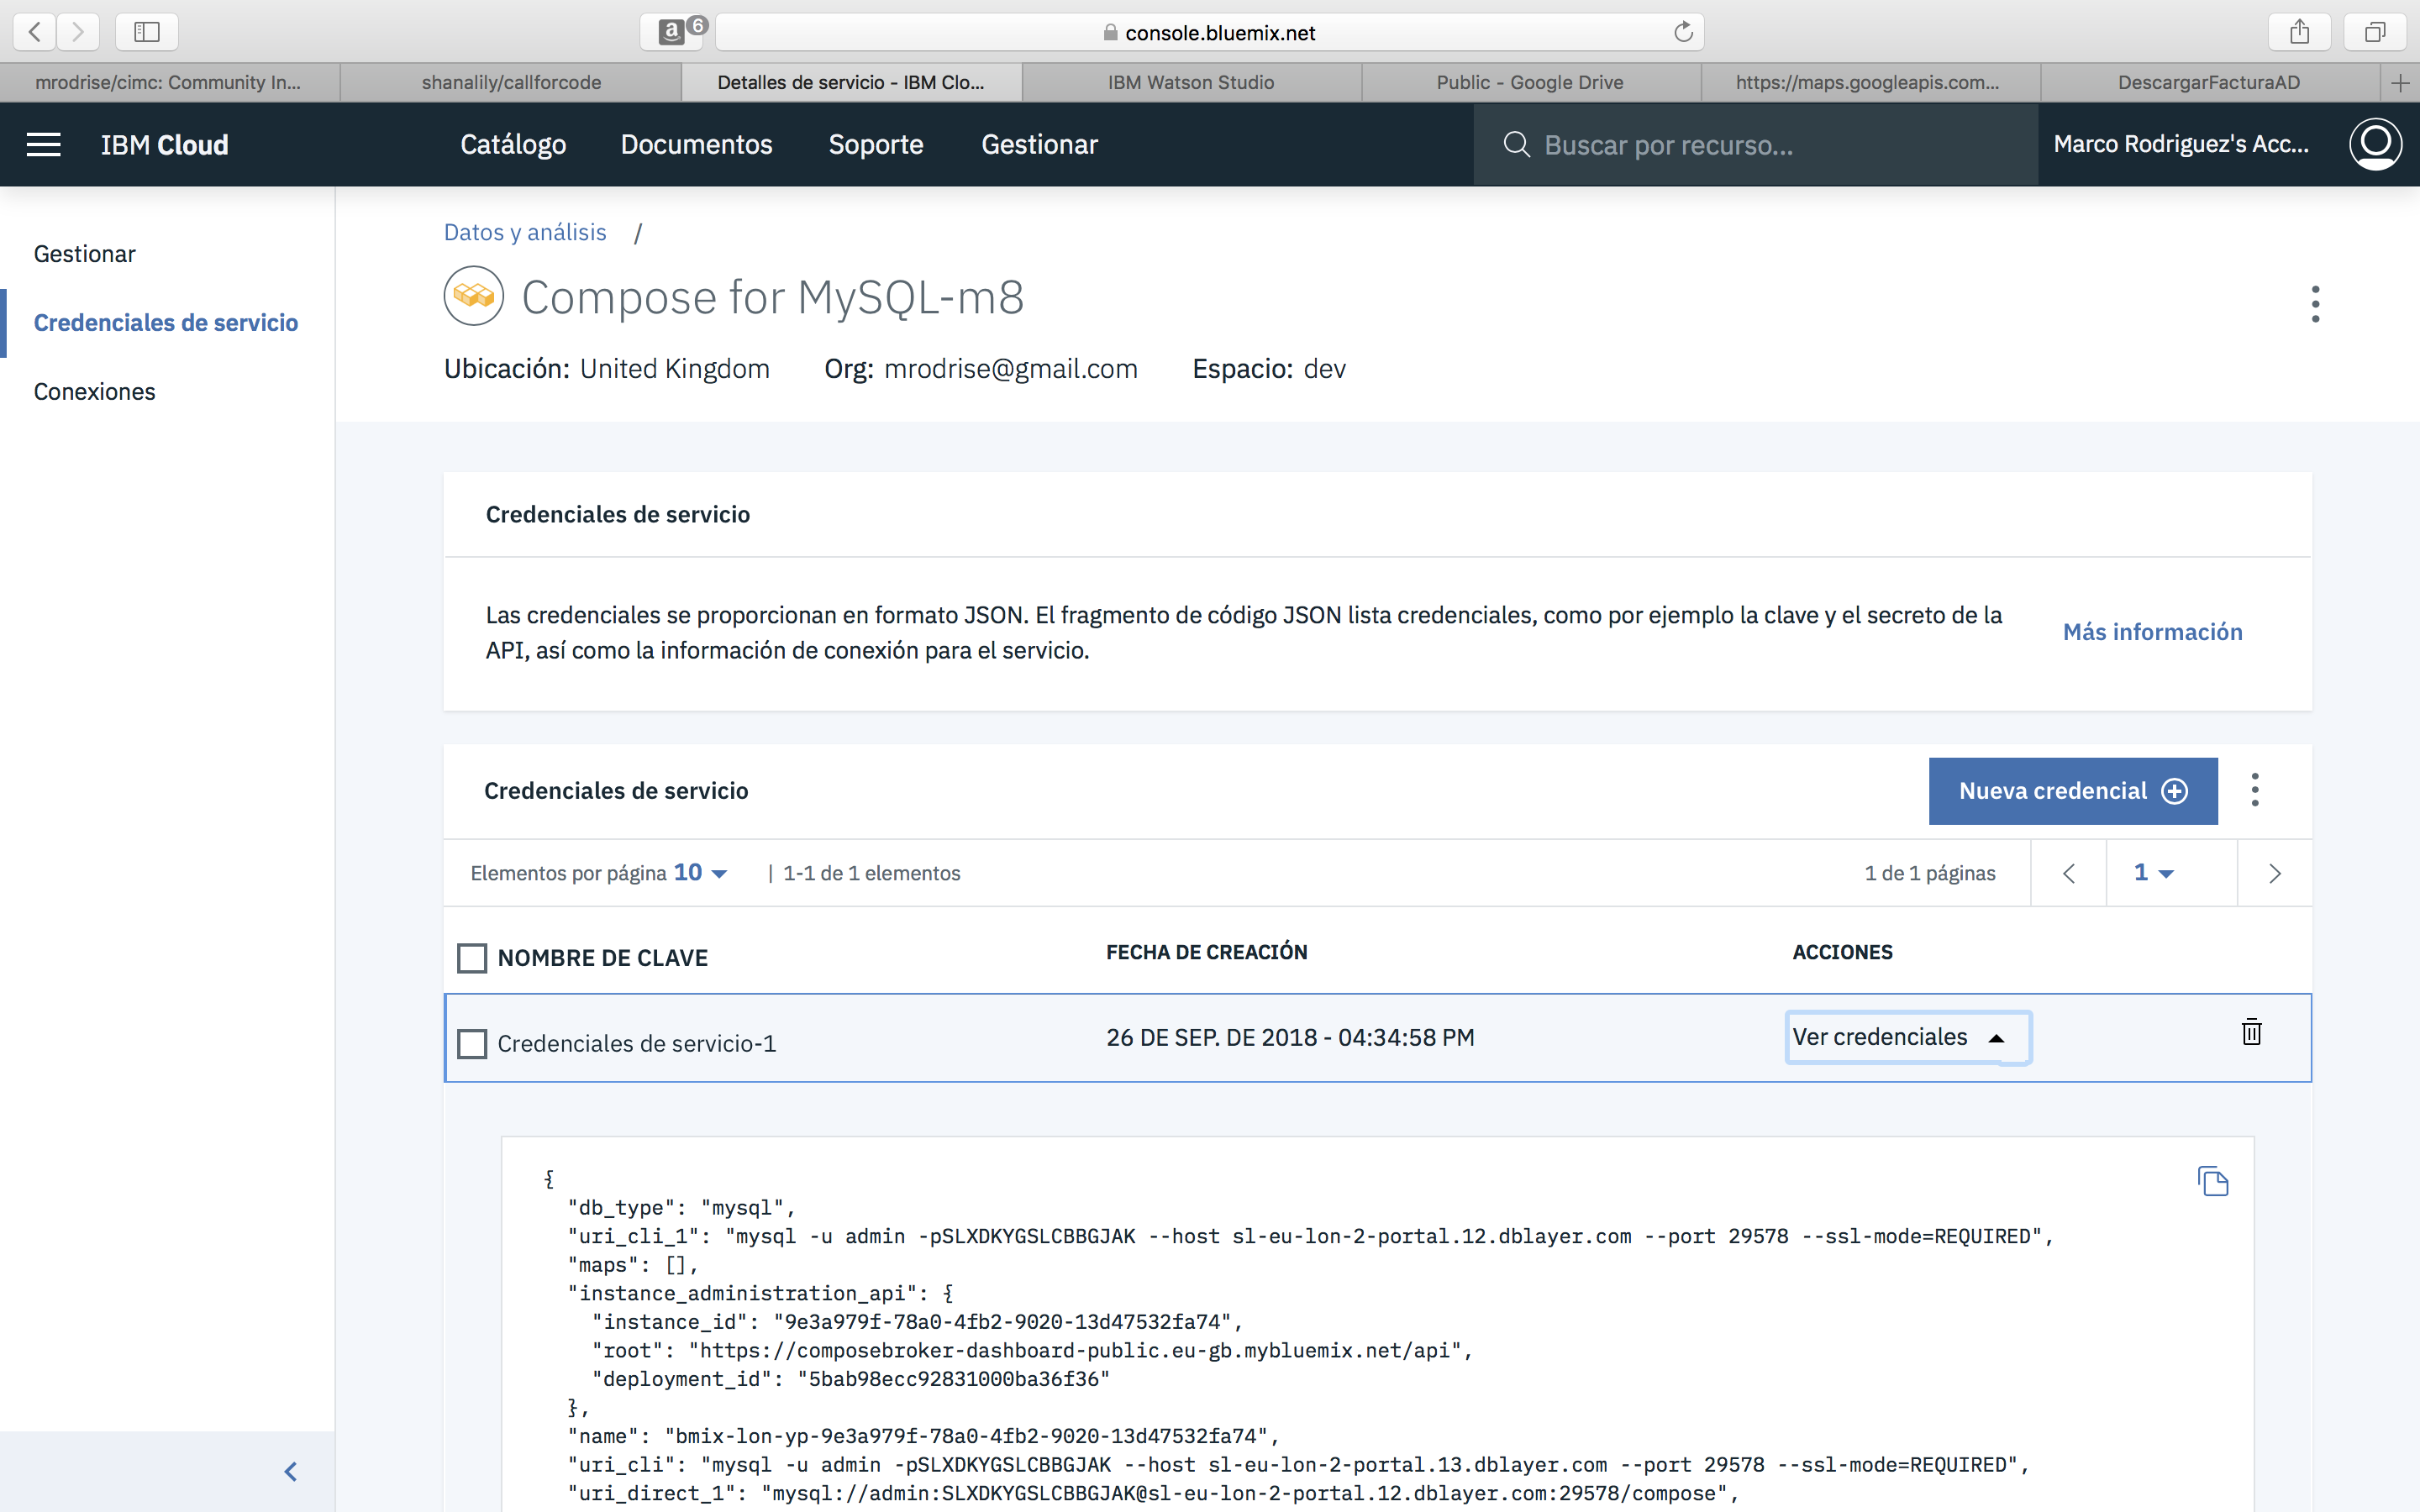 a 6
console.bluemix.net
mrodrise/cimc: Community In...
shanalily/callforcode
Detalles de servicio - IBM Clo...
IBM Watson Studio
Public - Google Drive
https://maps.googleapis.com...
DescargarFacturaAD
IBM Cloud
Catálogo
Documentos
Soporte
Gestionar
Buscar por recurso...
Marco Rodriguez's Acc...
Gestionar
Credenciales de servicio
Conexiones
Datos y análisis /
Compose for MySQL-m8
Ubicación: United Kingdom Org: mrodrise@gmail.com Espacio: dev
Credenciales de servicio
Las credenciales se proporcionan en formato JSON. El fragmento de código JSON lista credenciales, como por ejemplo la clave y el secreto de la
API, así como la información de conexión para el servicio.
Más información
Credenciales de servicio
Nueva credencial
Elementos por página 10 | 1-1 de 1 elementos
1 de 1 páginas
1
NOMBRE DE CLAVE
FECHA DE CREACIÓN
ACCIONES
Credenciales de servicio-1
26 DE SEP. DE 2018 - 04:34:58 PM
Ver credenciales
{
"db_type": "mysql",
"uri_cli_1": "mysql -u admin -pSLXDKYGSLCBBGJAK --host sl-eu-lon-2-portal.12.dblayer.com --port 29578 --ssl-mode=REQUIRED",
"maps": [],
"instance_administration_api": {
"instance_id": "9e3a979f-78a0-4fb2-9020-13d47532fa74",
"root": "https://composebroker-dashboard-public.eu-gb.mybluemix.net/api",
"deployment_id": "5bab98ecc92831000ba36f36"
},
"name": "bmix-lon-yp-9e3a979f-78a0-4fb2-9020-13d47532fa74",
"uri_cli": "mysql -u admin -pSLXDKYGSLCBBGJAK --host sl-eu-lon-2-portal.13.dblayer.com --port 29578 --ssl-mode=REQUIRED",
"uri_direct_1": "mysql://admin:SLXDKYGSLCBBGJAK@sl-eu-lon-2-portal.12.dblayer.com:29578/compose",